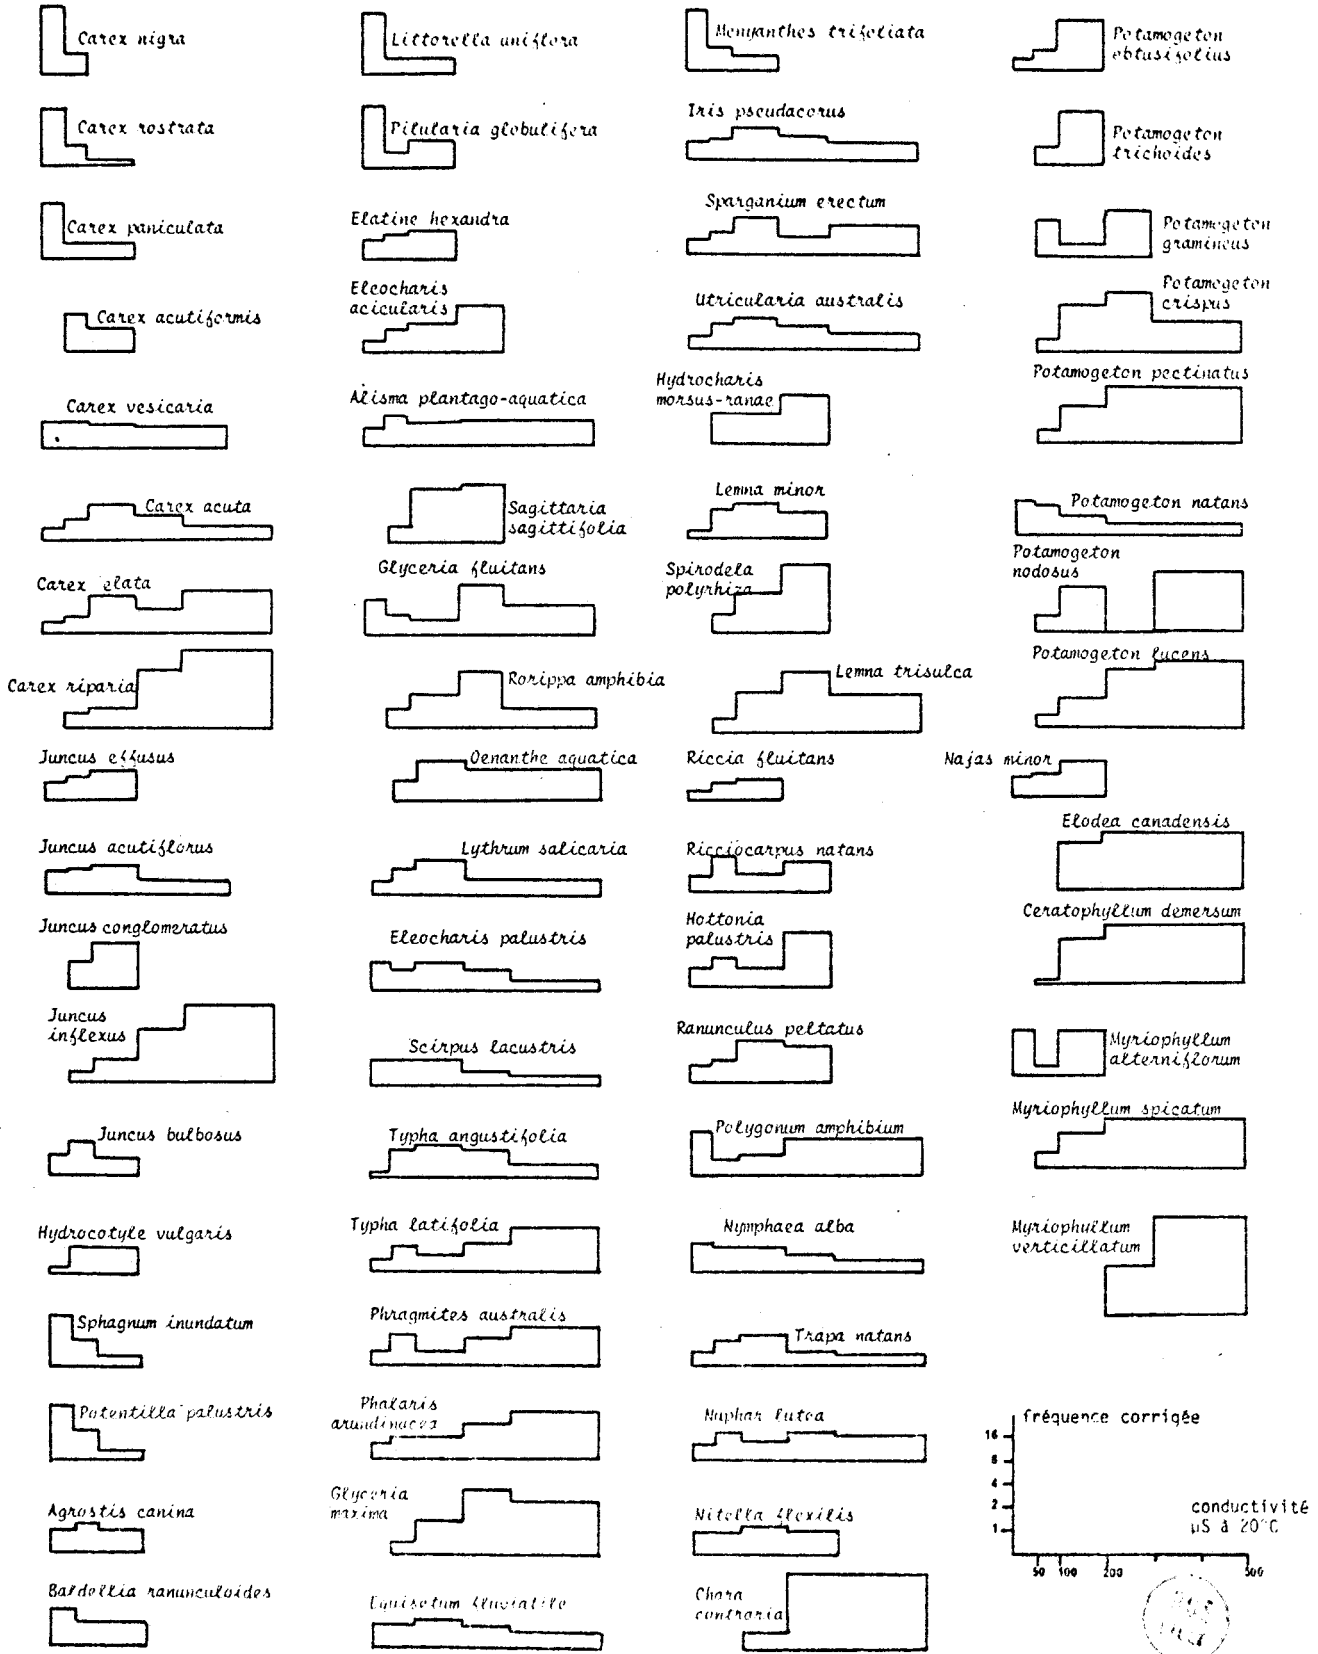 Carex nigra
Carex rostrata
Carex paniculata
Carex acutiformis
Carex vesicaria
Carex acuta
Carex elata
Carex riparia
Juncus effusus
Juncus acutiflorus
Juncus conglomeratus
Juncus
inflexus
Juncus bulbosus
Hydrocotyle vulgaris
Sphagnum inundatum
Potentilla palustris
Agrostis canina
Baldellia ranunculoides
Littorella uniflora
Pilularia globulifera
Elatine hexandra
Eleocharis
acicularis
Alisma plantago-aquatica
Sagittaria
sagittifolia
Glyceria fluitans
Rorippa amphibia
Oenanthe aquatica
Lythrum salicaria
Eleocharis palustris
Scirpus lacustris
Typha angustifolia
Typha latifolia
Phragmites australis
Phalaris
arundinacea
Glyceria
maxima
Equisetum fluviatile
Menyanthes trifoliata
Iris pseudacorus
Sparganium erectum
Utricularia australis
Hydrocharis
morsus-ranae
Lemna minor
Spirodela
polyrhiza
Lemna trisulca
Riccia fluitans
Ricciocarpus natans
Hottonia
palustris
Ranunculus peltatus
Polygonum amphibium
Nymphaea alba
Trapa natans
Nuphar lutea
Nitella flexilis
Chara
contraria
Potamogeton
obtusifolius
Potamogeton
trichoides
Potamogeton
gramineus
Potamogeton
crispus
Potamogeton pectinatus
Potamogeton natans
Potamogeton
nodosus
Potamogeton lucens
Najas minor
Elodea canadensis
Ceratophyllum demersum
Myriophyllum
alterniflorum
Myriophyllum spicatum
Myriophyllum
verticillatum
fréquence corrigée
16
8
4
2
1
conductivité
µS à 20°C
50 100 200 500